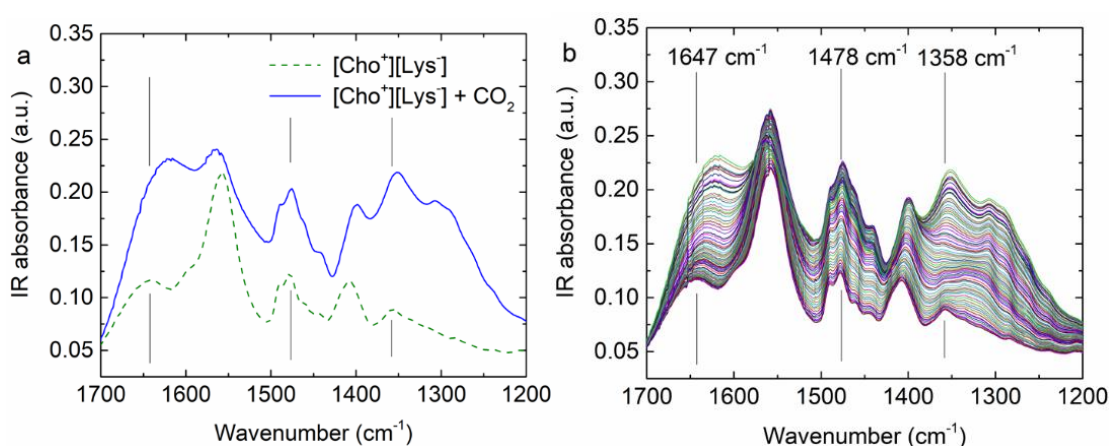 a
[Cho⁺][Lys⁻]
[Cho⁺][Lys⁻] + CO₂
0.35
0.30
0.25
0.20
0.15
0.10
0.05
IR absorbance (a.u.)
1700 1600 1500 1400 1300 1200
Wavenumber (cm⁻¹)
b
1647 cm⁻¹ 1478 cm⁻¹ 1358 cm⁻¹
0.35
0.30
0.25
0.20
0.15
0.10
0.05
IR absorbance (a.u.)
1700 1600 1500 1400 1300 1200
Wavenumber (cm⁻¹)